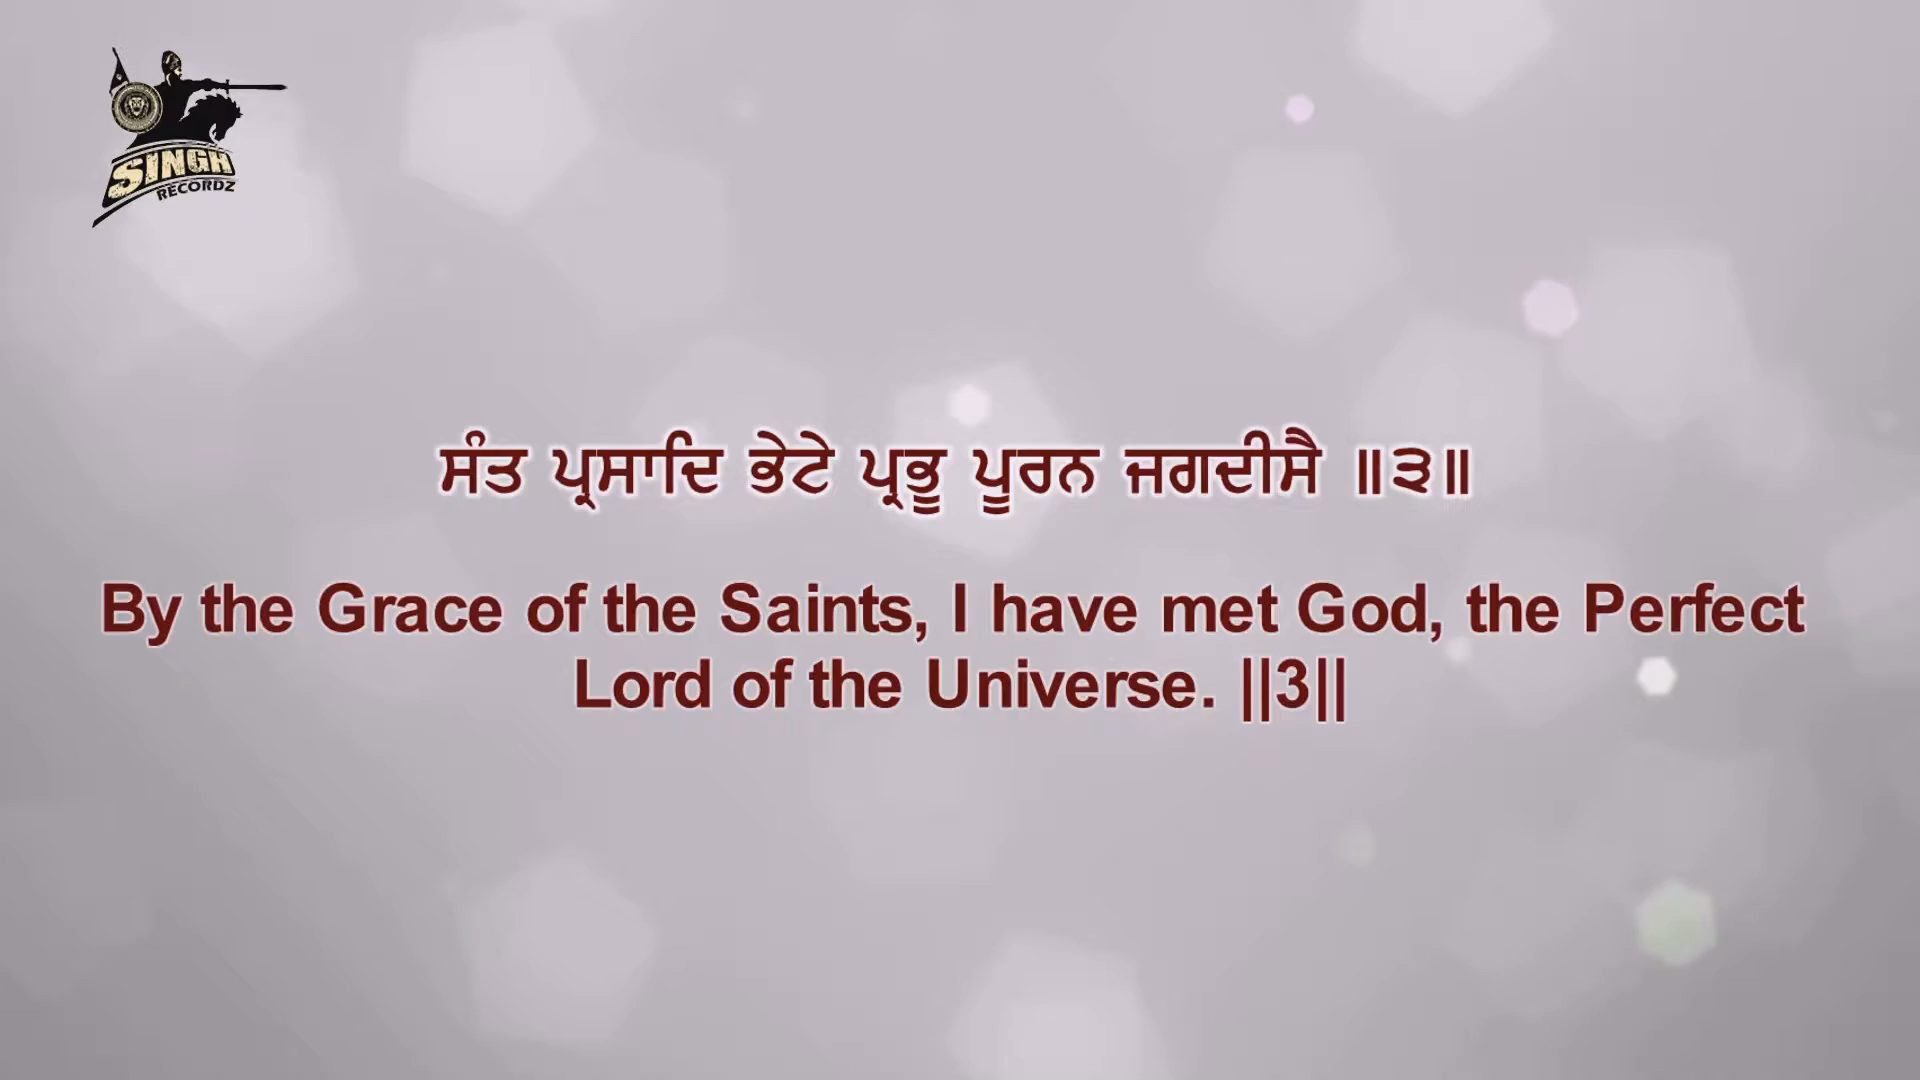 SINGH
RECORDZ
ਸੰਤ ਪ੍ਰਸਾਦਿ ਭੇਟੇ ਪ੍ਰਭੂ ਪੂਰਨ ਜਗਦੀਸੈ ॥੩॥
By the Grace of the Saints, I have met God, the Perfect
Lord of the Universe. ||3||